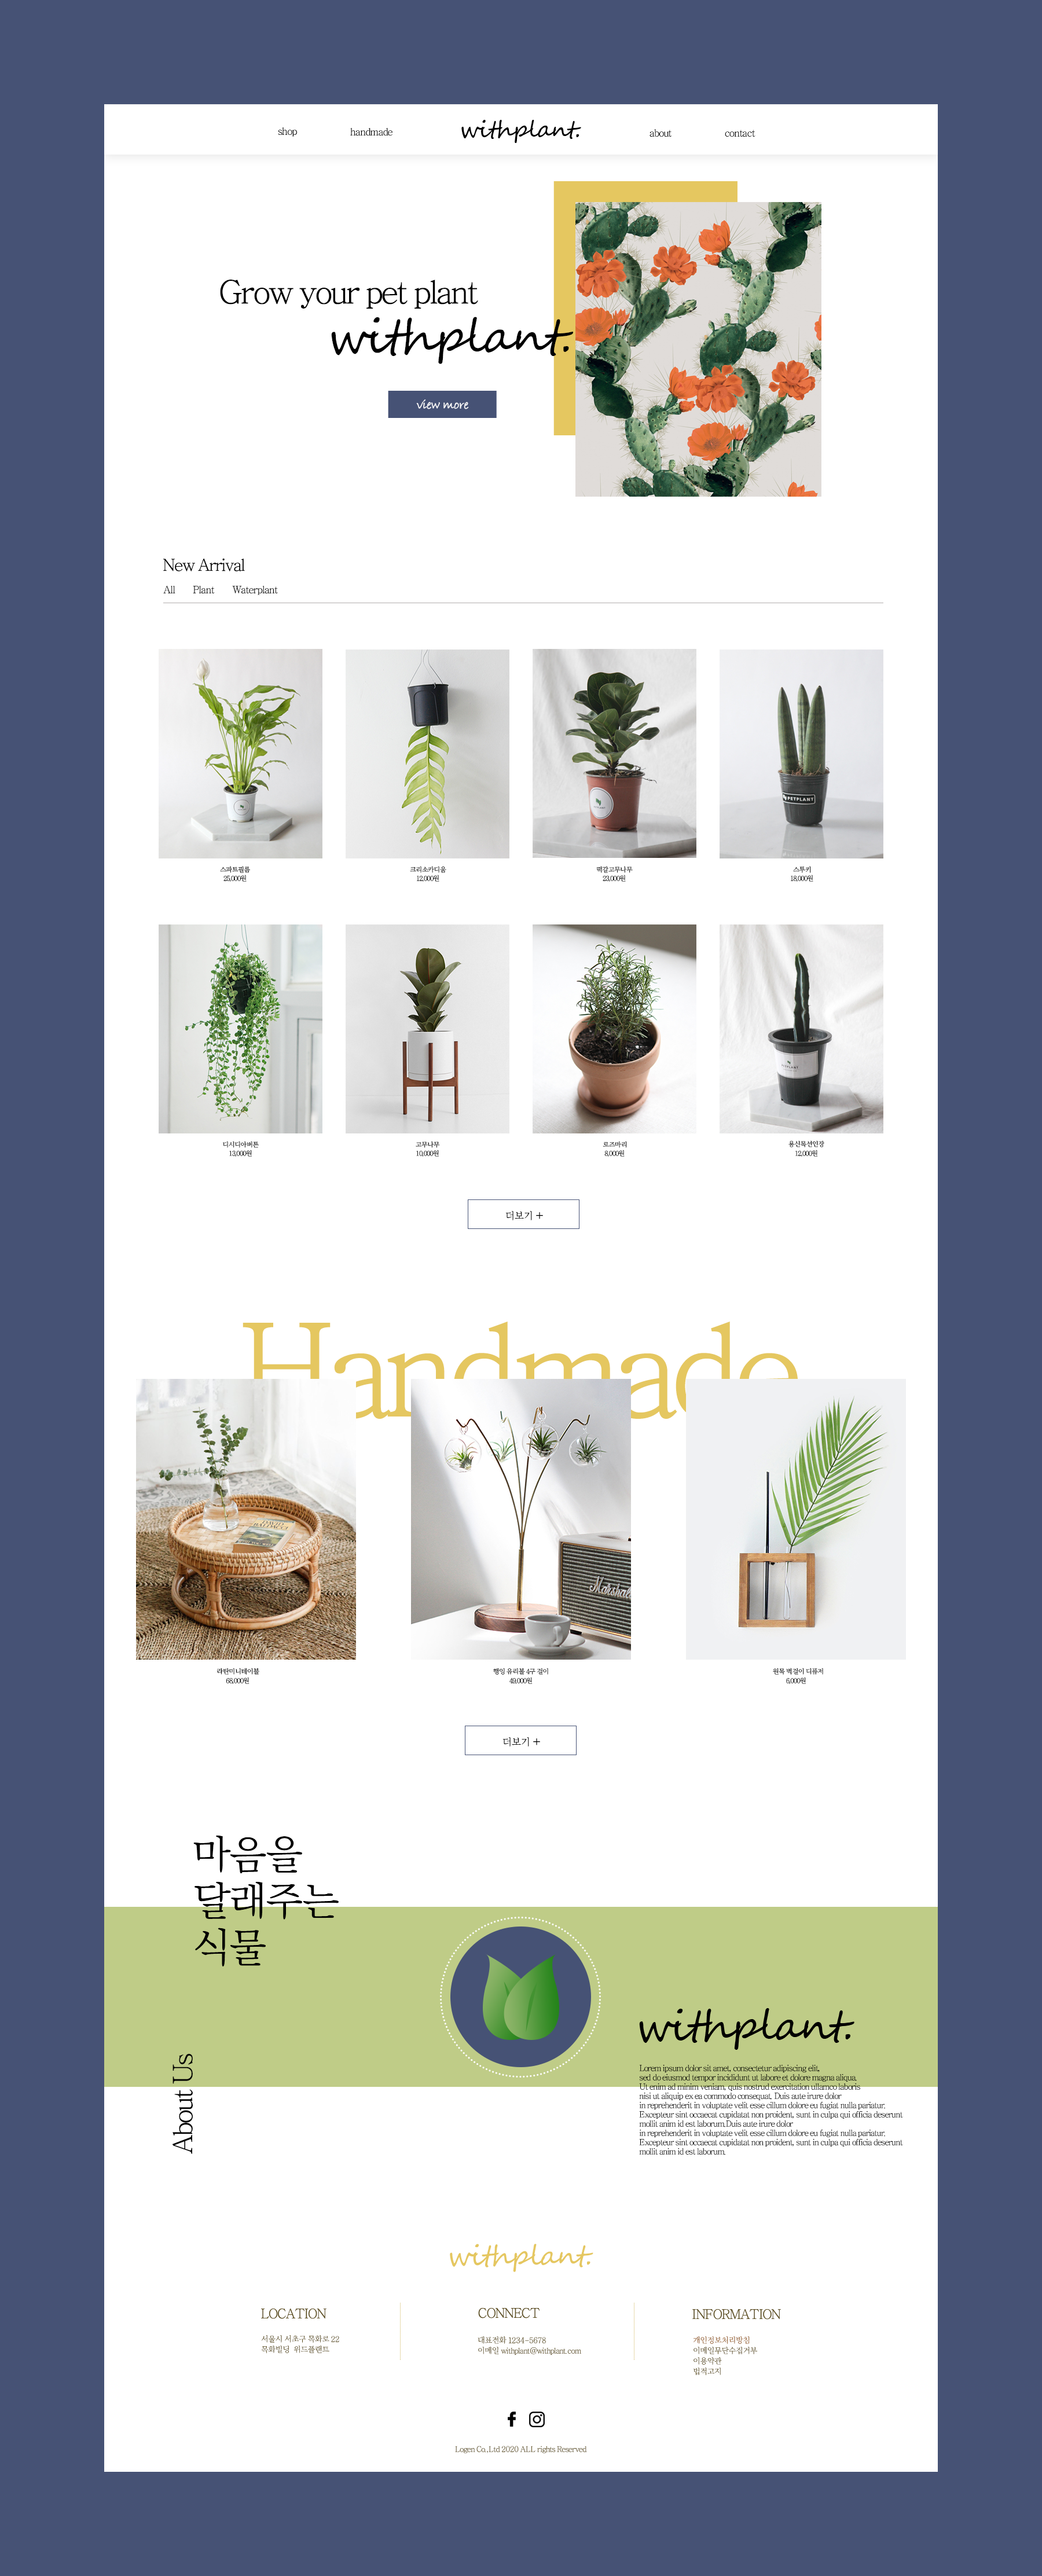 shop
handmade
withplant.
about
contact
Grow your pet plant
withplant.
view more
New Arrival
All Plant Waterplant
PETPLANT
스파트필름
25,000원
크리소카디움
12,000원
떡갈고무나무
23,000원
스투키
18,000원
디시디아버튼
13,000원
고무나무
10,000원
로즈마리
8,000원
용신목선인장
12,000원
더보기 +
Handmade
Marshall
라탄미니테이블
68,000원
행잉 유리볼 4구 걸이
49,000원
원목 벽걸이 디퓨저
6,000원
더보기 +
마음을
달래주는
식물
About Us
withplant.
Lorem ipsum dolor sit amet, consectetur adipiscing elit,
sed do eiusmod tempor incididunt ut labore et dolore magna aliqua.
Ut enim ad minim veniam, quis nostrud exercitation ullamco laboris
nisi ut aliquip ex ea commodo consequat. Duis aute irure dolor
in reprehenderit in voluptate velit esse cillum dolore eu fugiat nulla pariatur.
Excepteur sint occaecat cupidatat non proident, sunt in culpa qui officia deserunt
mollit anim id est laborum.Duis aute irure dolor
in reprehenderit in voluptate velit esse cillum dolore eu fugiat nulla pariatur.
Excepteur sint occaecat cupidatat non proident, sunt in culpa qui officia deserunt
mollit anim id est laborum.
withplant.
LOCATION
서울시 서초구 목화로 22
목화빌딩 위드플랜트
CONNECT
대표전화 1234-5678
이메일 withplant@withplant.com
INFORMATION
개인정보처리방침
이메일무단수집거부
이용약관
법적고지
Logen Co.,Ltd 2020 ALL rights Reserved